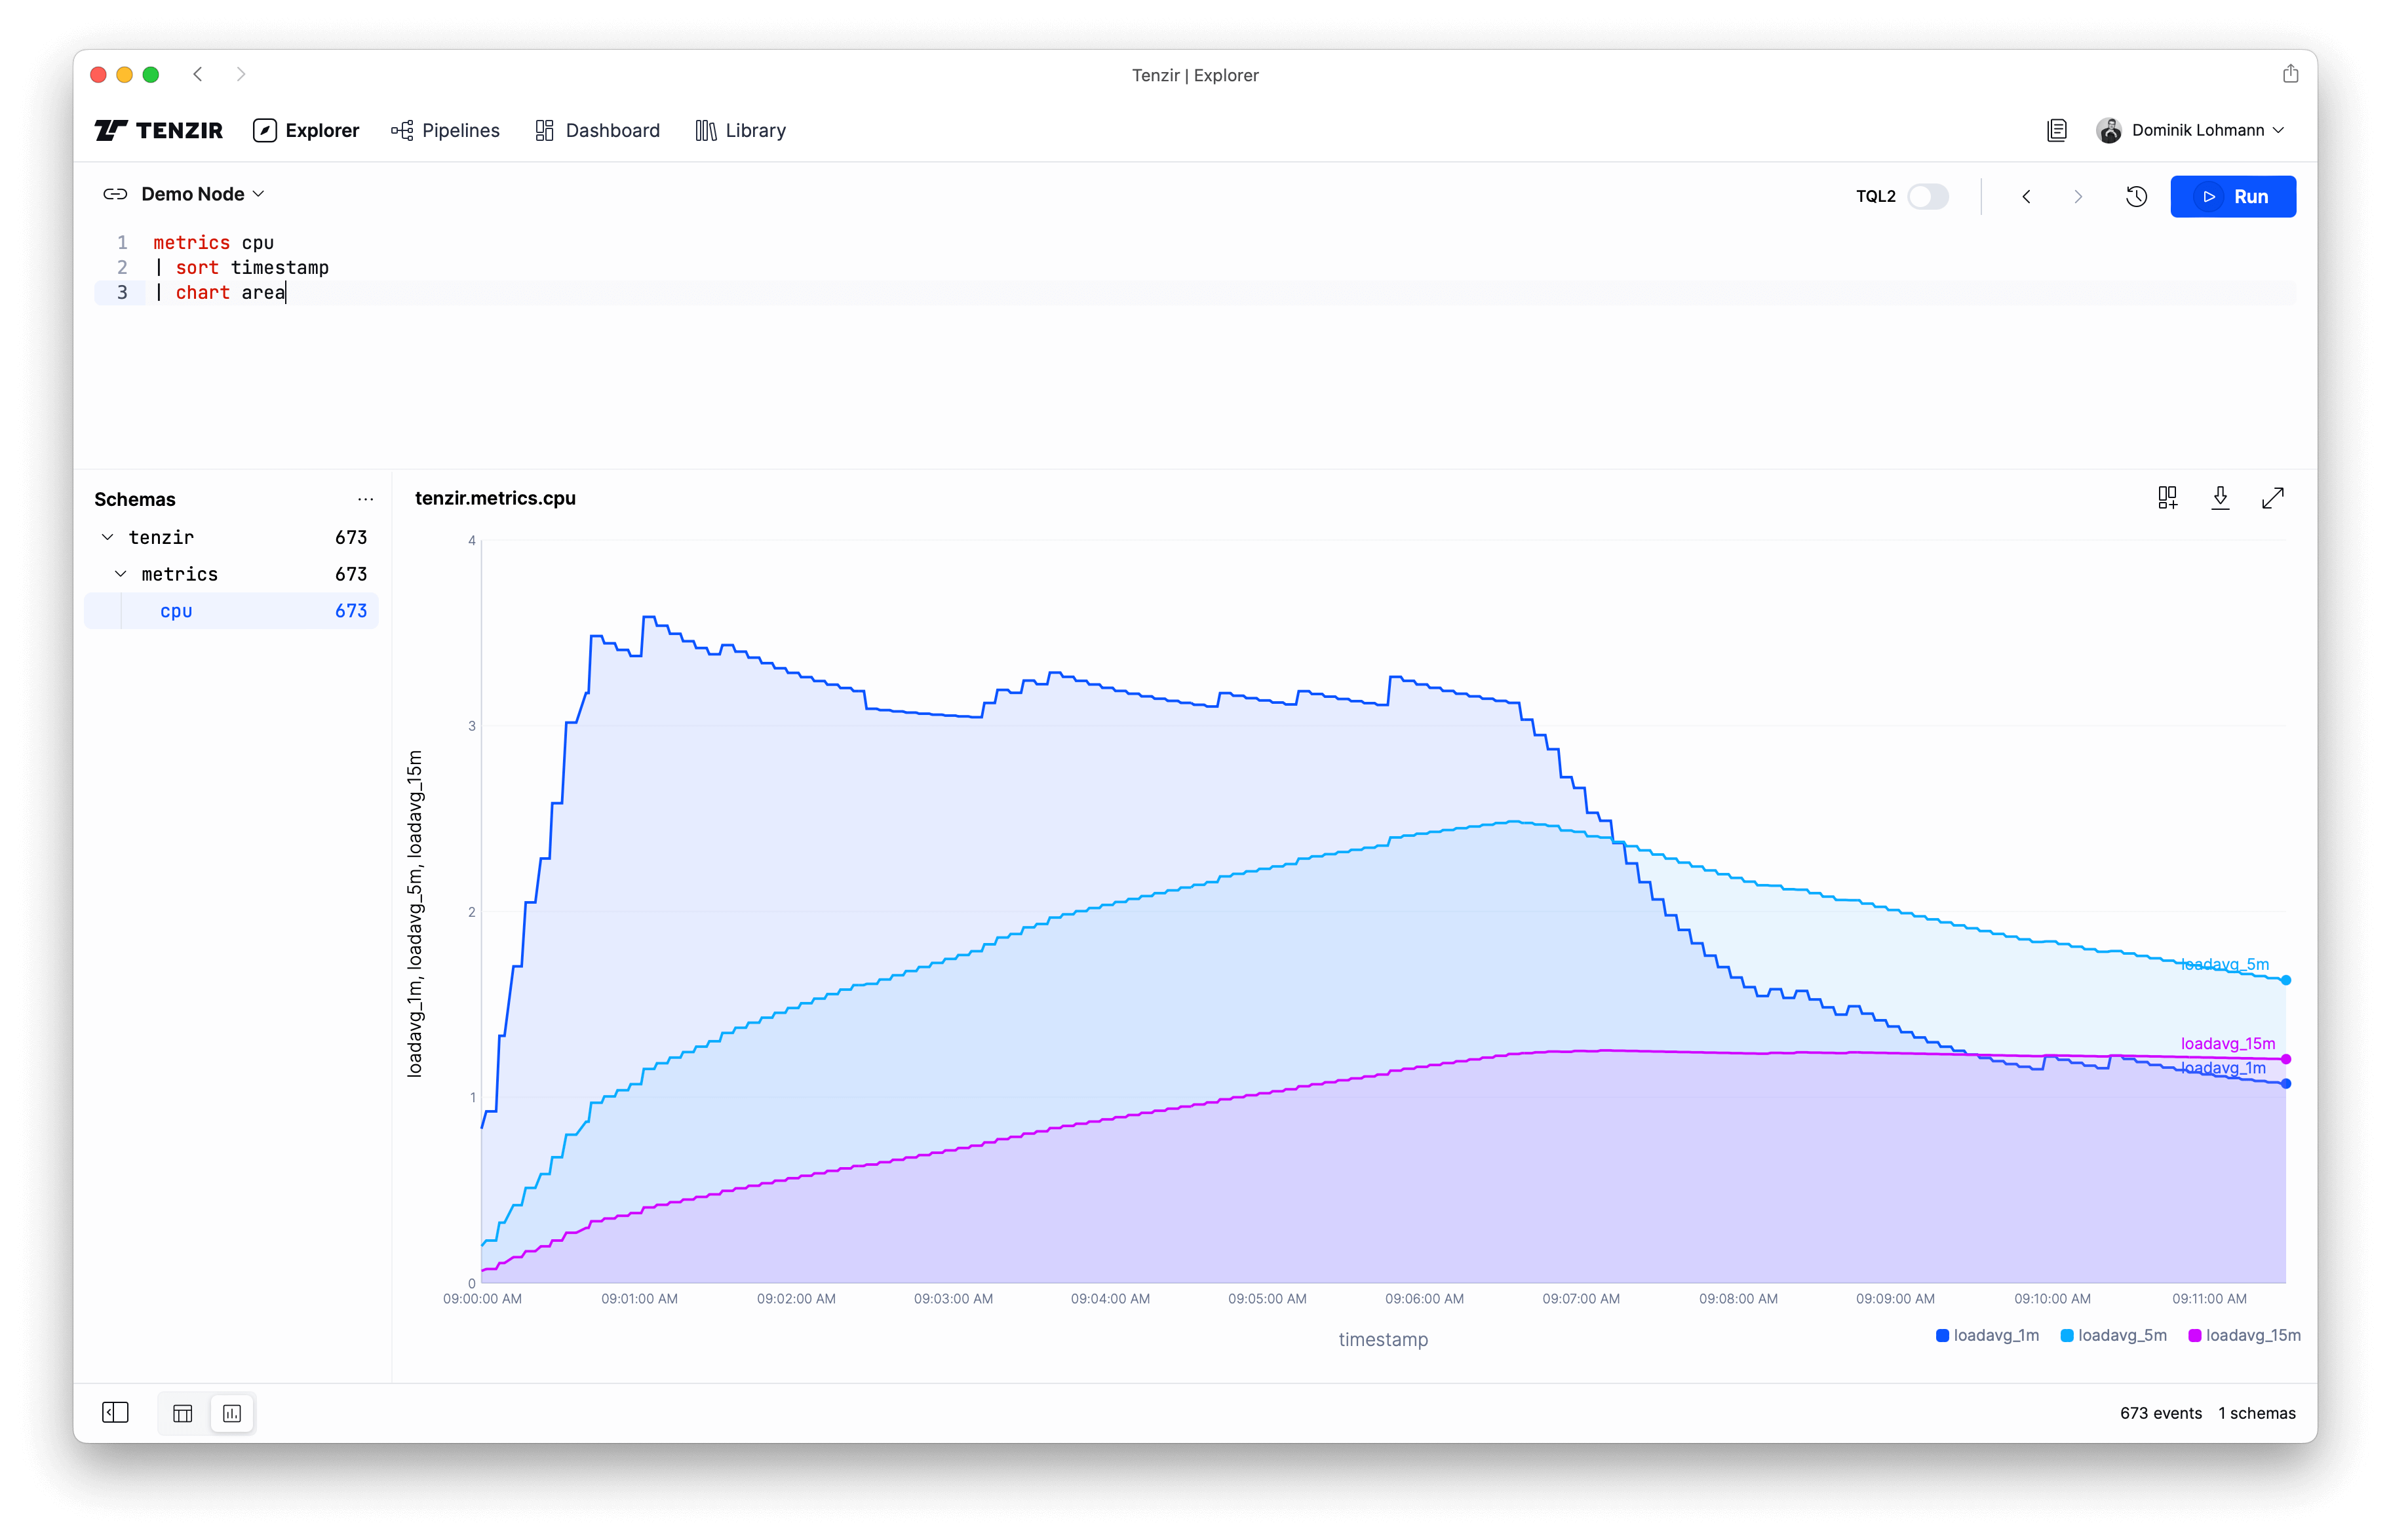 Tenzir | Explorer
TENZIR Explorer Pipelines Dashboard Library Dominik Lohmann
Demo Node TQL2 Run
1 metrics cpu
2 | sort timestamp
3 | chart area
Schemas
tenzir 673
metrics 673
cpu 673
tenzir.metrics.cpu
loadavg_1m, loadavg_5m, loadavg_15m
4
3
2
1
0
loadavg_5m
loadavg_15m
loadavg_1m
09:00:00 AM 09:01:00 AM 09:02:00 AM 09:03:00 AM 09:04:00 AM 09:05:00 AM 09:06:00 AM 09:07:00 AM 09:08:00 AM 09:09:00 AM 09:10:00 AM 09:11:00 AM
timestamp
loadavg_1m loadavg_5m loadavg_15m
673 events 1 schemas